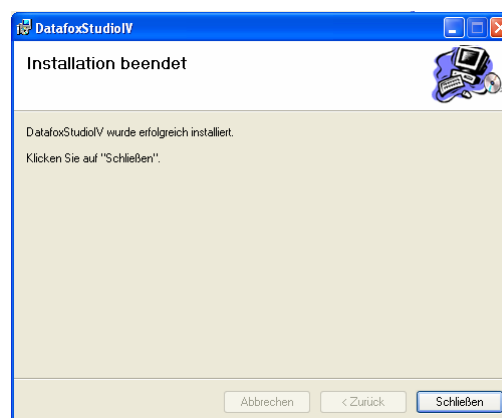 DatafoxStudioIV
Installation beendet
DatafoxStudioIV wurde erfolgreich installiert.
Klicken Sie auf "Schließen".
Abbrechen
< Zurück
Schließen